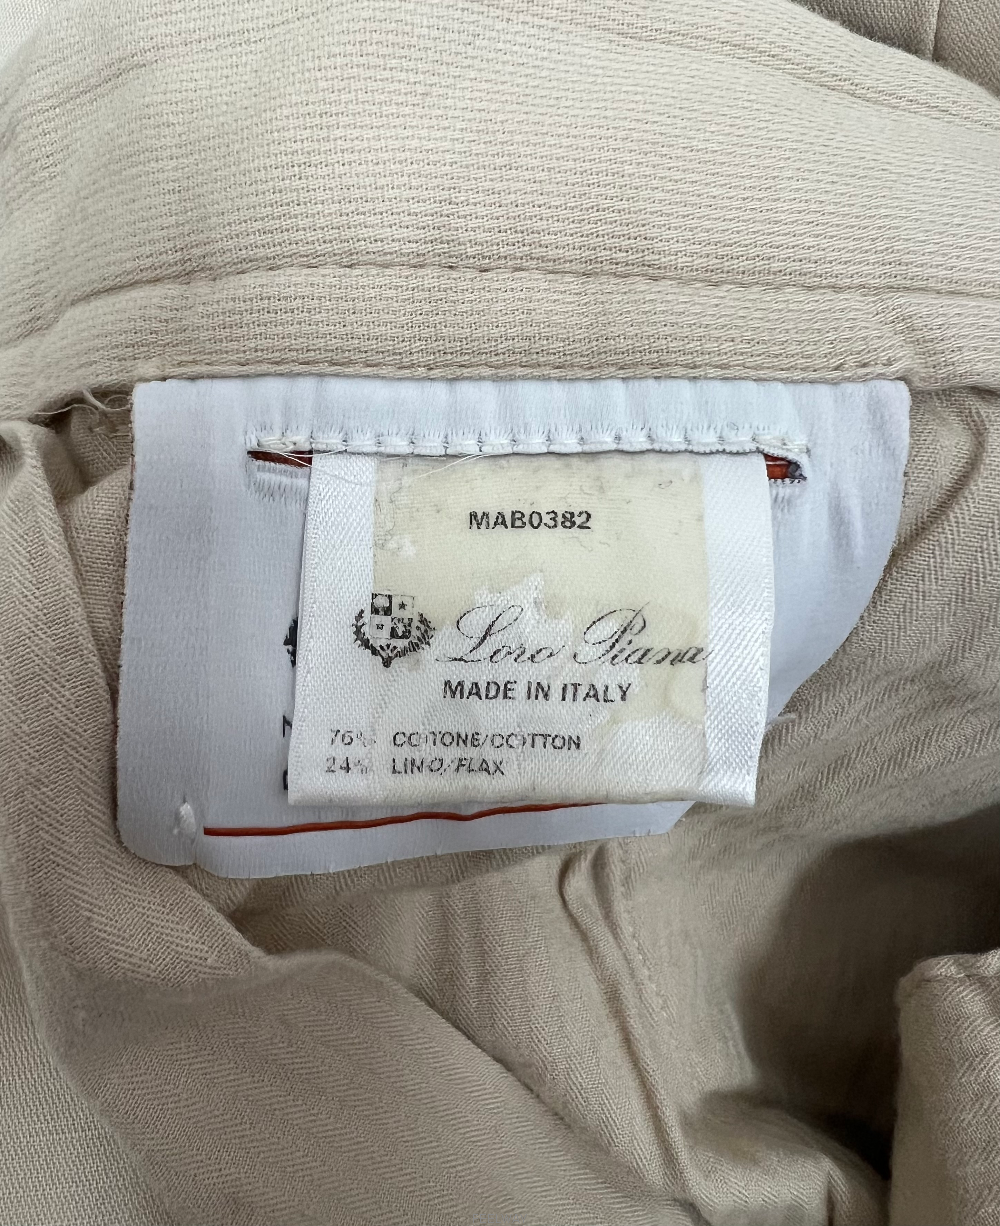 MAB0382
Loro Piana
MADE IN ITALY
76% COTONE/COTTON
24% LINO/FLAX